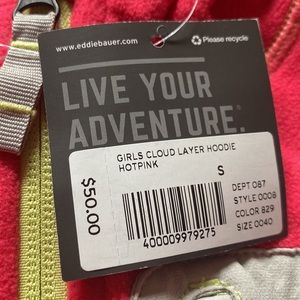 www.eddiebauer.com
Please recycle
LIVE YOUR
ADVENTURE.
GIRLS CLOUD LAYER HOODIE
HOTPINK
S
$50.00
DEPT 087
STYLE 0008
COLOR 829
SIZE 0040
400009979275